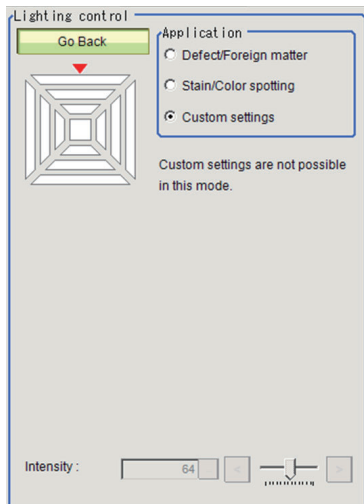 Lighting control
Go Back
Application
Defect/Foreign matter
Stain/Color spotting
Custom settings
Custom settings are not possible
in this mode.
Intensity : 64 < >